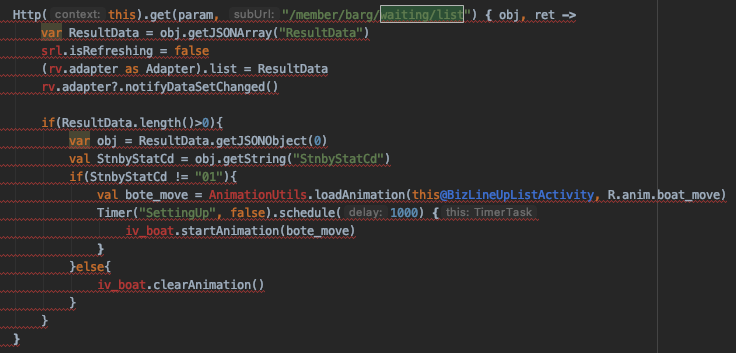 Http( context: this).get(param, subUrl: "/member/barg/waiting/list") { obj, ret ->
    var ResultData = obj.getJSONArray("ResultData")
    srl.isRefreshing = false
    (rv.adapter as Adapter).list = ResultData
    rv.adapter?.notifyDataSetChanged()

    if(ResultData.length()>0){
        var obj = ResultData.getJSONObject(0)
        val StnbyStatCd = obj.getString("StnbyStatCd")
        if(StnbyStatCd != "01"){
            val bote_move = AnimationUtils.loadAnimation(this@BizLineUpListActivity, R.anim.boat_move)
            Timer("SettingUp", false).schedule( delay: 1000) { this: TimerTask
                iv_boat.startAnimation(bote_move)
            }
        }else{
            iv_boat.clearAnimation()
        }
    }
}